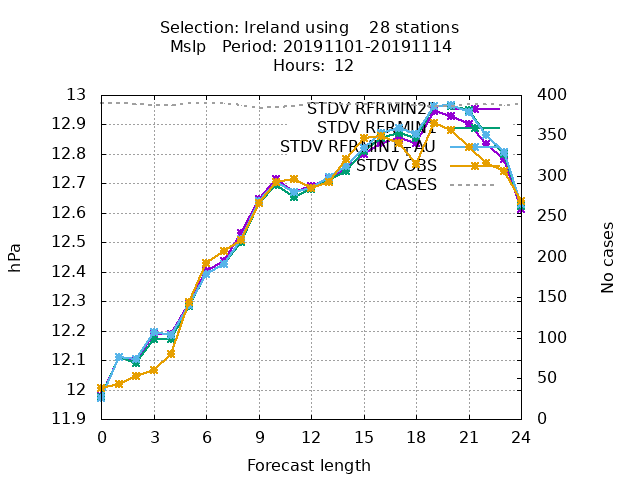 Selection: Ireland using 28 stations
Mslp Period: 20191101-20191114
Hours: 12
13
12.9
12.8
12.7
12.6
12.5
12.4
12.3
12.2
12.1
12
11.9
hPa
STDV
STDV RFRMIN1
STDV RFRMIN1+AU
STDV OBS
CASES
400
350
300
250
200
150
100
50
0
No cases
0 3 6 9 12 15 18 21 24
Forecast length